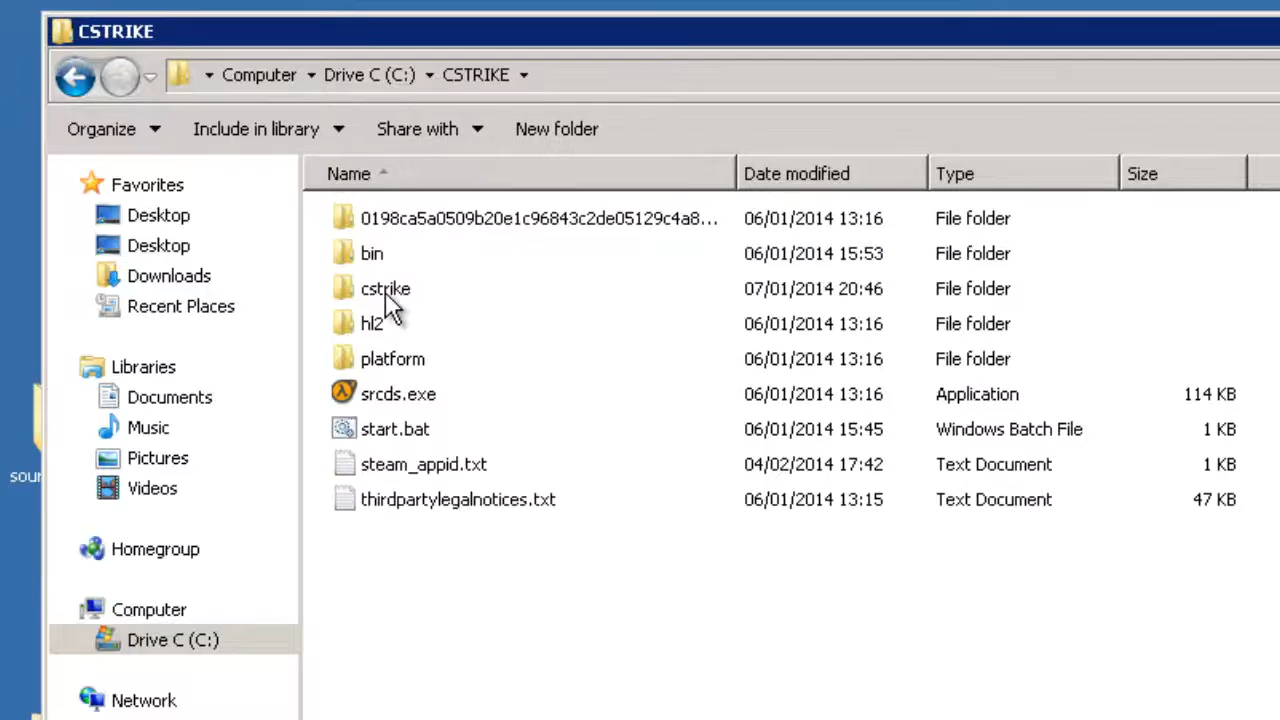 CSTRIKE
Computer Drive C (C:) CSTRIKE
Organize Include in library Share with New folder
Name Date modified Type Size
Favorites
Desktop
Desktop
Downloads
Recent Places
Libraries
Documents
Music
Pictures
Videos
Homegroup
Computer
Drive C (C:)
Network
0198ca5a0509b20e1c96843c2de05129c4a8... 06/01/2014 13:16 File folder
bin 06/01/2014 15:53 File folder
cstrike 07/01/2014 20:46 File folder
hl2 06/01/2014 13:16 File folder
platform 06/01/2014 13:16 File folder
srcds.exe 06/01/2014 13:16 Application 114 KB
start.bat 06/01/2014 15:45 Windows Batch File 1 KB
steam_appid.txt 04/02/2014 17:42 Text Document 1 KB
thirdpartylegalnotices.txt 06/01/2014 13:15 Text Document 47 KB
sour